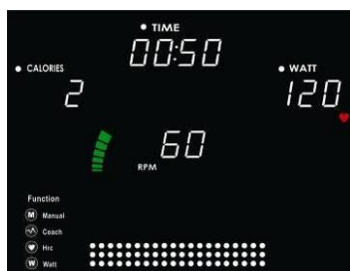 TIME
00:50
CALORIES
2
WATT
120
60
RPM
Function
M Manual
Coach
Hrc
W Watt